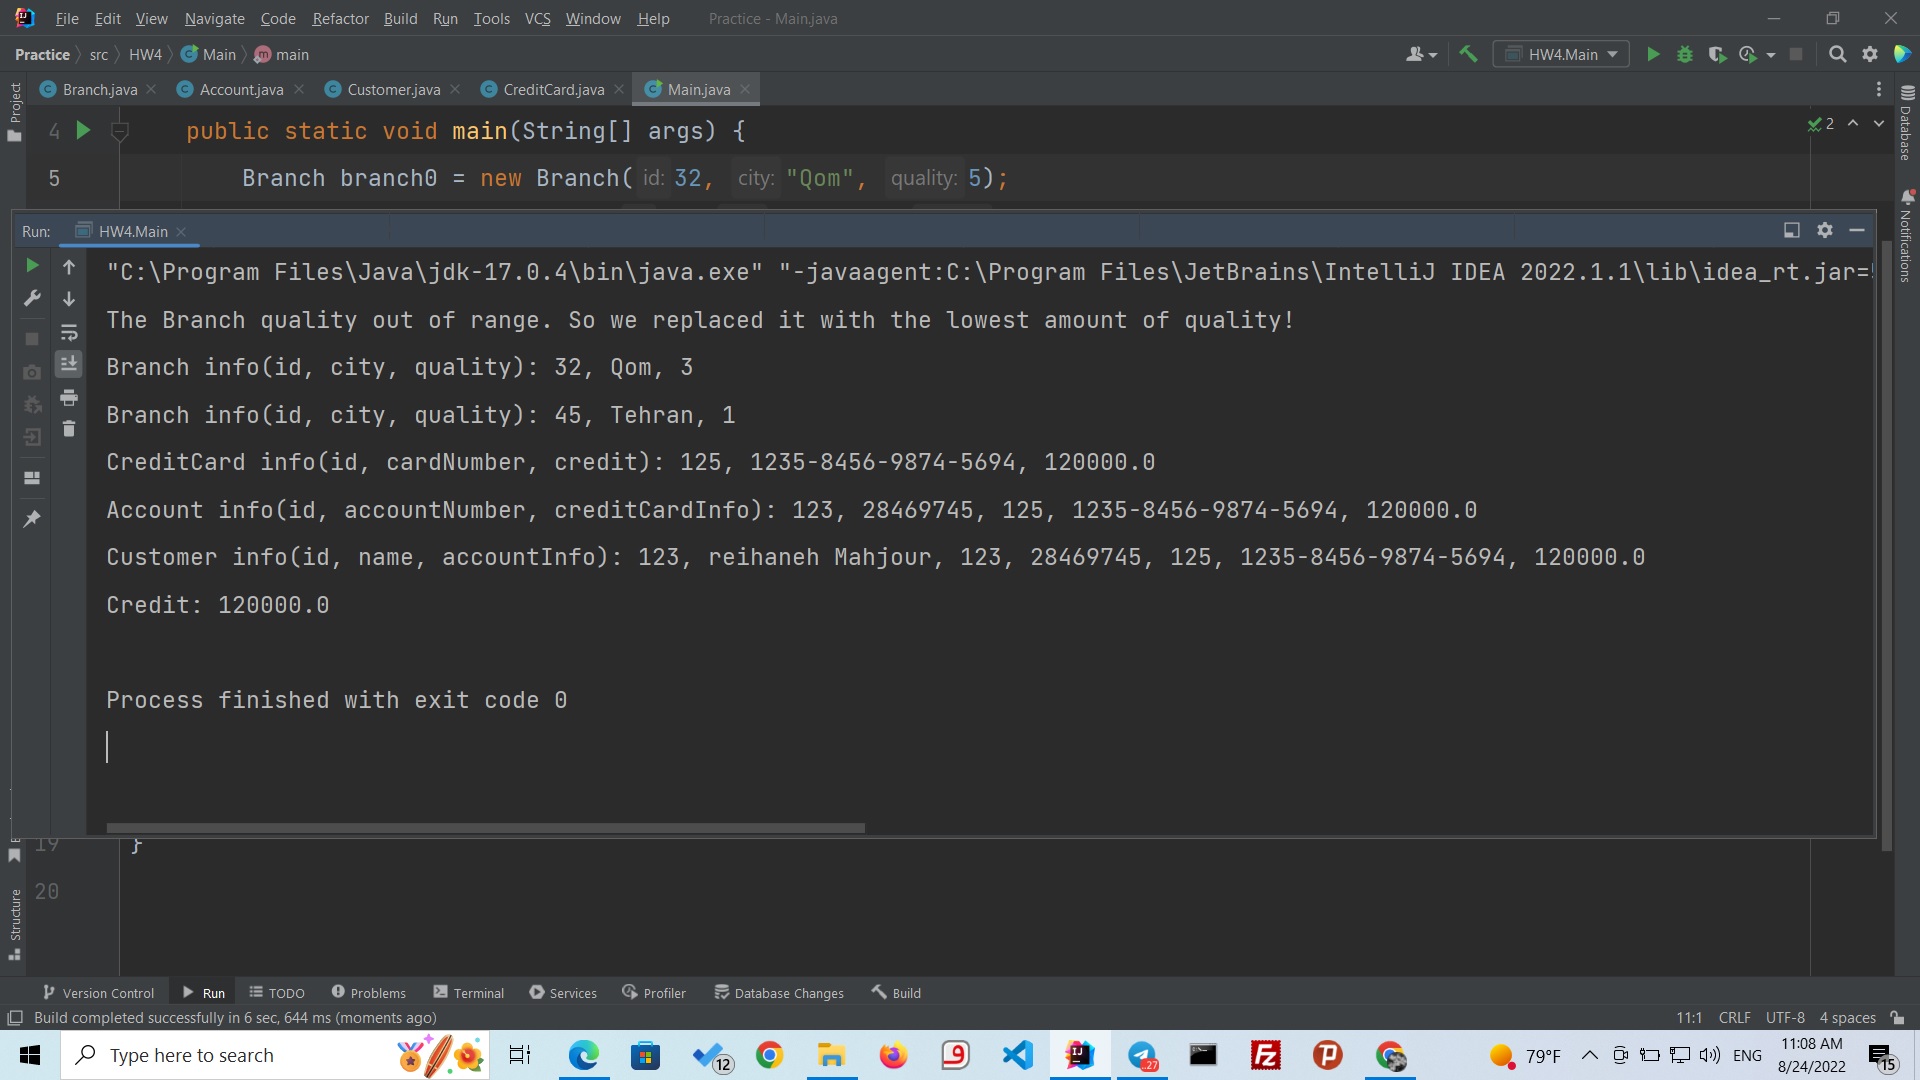 File Edit View Navigate Code Refactor Build Run Tools VCS Window Help Practice - Main.java
Practice src HW4 Main main HW4.Main
Project
Branch.java Account.java Customer.java CreditCard.java Main.java
Database
Notifications
4 public static void main(String[] args) { 2
5 Branch branch0 = new Branch( id: 32, city: "Qom", quality: 5);
Run: HW4.Main
"C:\Program Files\Java\jdk-17.0.4\bin\java.exe" "-javaagent:C:\Program Files\JetBrains\IntelliJ IDEA 2022.1.1\lib\idea_rt.jar=
The Branch quality out of range. So we replaced it with the lowest amount of quality!
Branch info(id, city, quality): 32, Qom, 3
Branch info(id, city, quality): 45, Tehran, 1
CreditCard info(id, cardNumber, credit): 125, 1235-8456-9874-5694, 120000.0
Account info(id, accountNumber, creditCardInfo): 123, 28469745, 125, 1235-8456-9874-5694, 120000.0
Customer info(id, name, accountInfo): 123, reihaneh Mahjour, 123, 28469745, 125, 1235-8456-9874-5694, 120000.0
Credit: 120000.0
Process finished with exit code 0
19 }
20
Structure
Version Control Run TODO Problems Terminal Services Profiler Database Changes Build
Build completed successfully in 6 sec, 644 ms (moments ago) 11:1 CRLF UTF-8 4 spaces
Type here to search 12 9 IJ 27 Fz P 79°F ENG 11:08 AM 15
8/24/2022